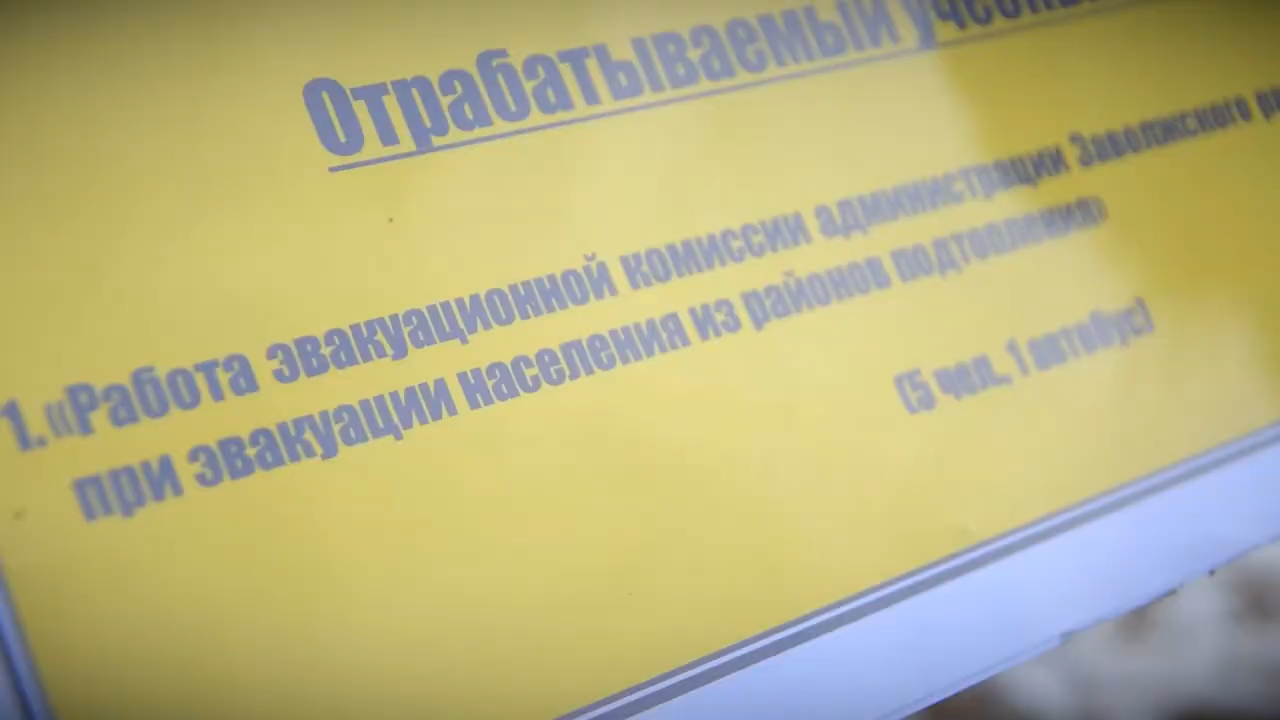 Отрабатываемый
1. «Работа эвакуационной комиссии администрации Заволжского
при эвакуации населения из районов подтопления»
(5 чел., 1 автобус)